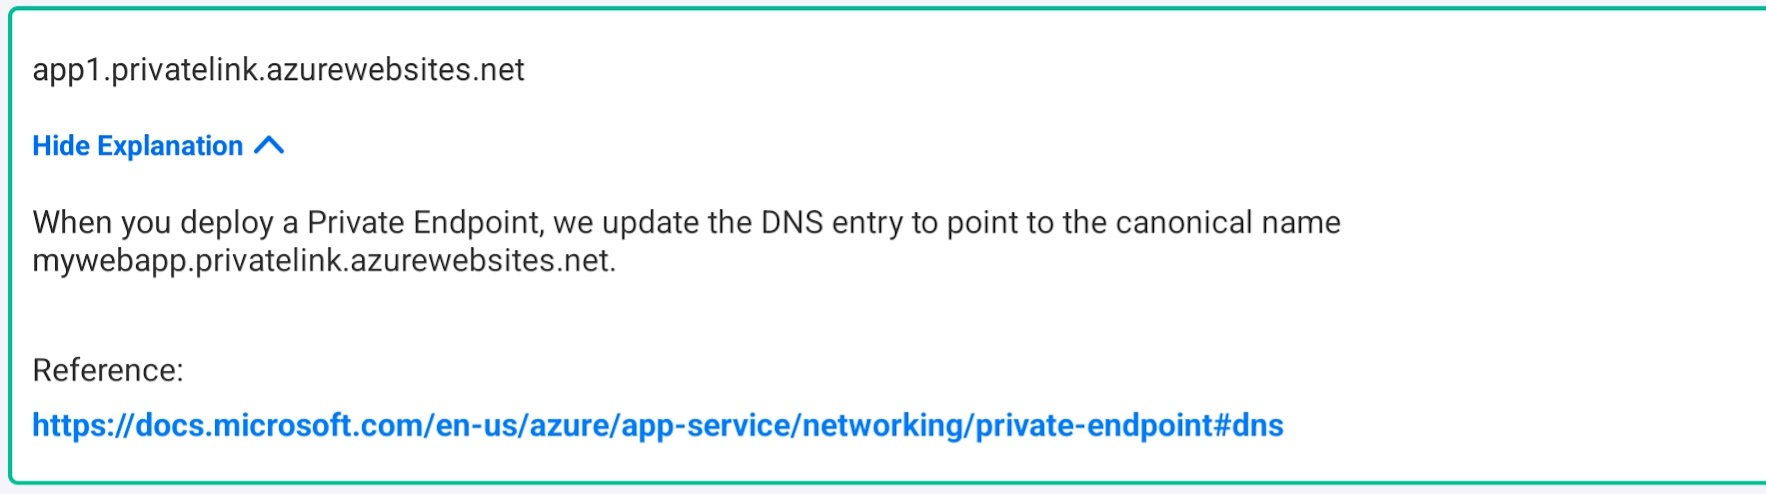 app1.privatelink.azurewebsites.net
Hide Explanation
When you deploy a Private Endpoint, we update the DNS entry to point to the canonical name
mywebapp.privatelink.azurewebsites.net.
Reference:
https://docs.microsoft.com/en-us/azure/app-service/networking/private-endpoint#dns